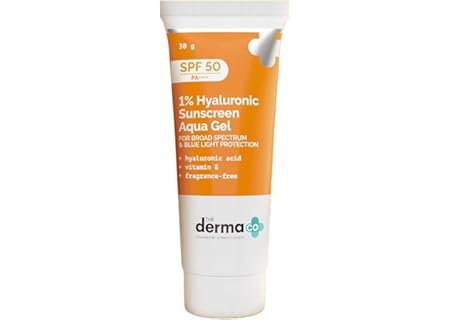 30 g
SPF 50
PA++++
1% Hyaluronic
Sunscreen
Aqua Gel
FOR BROAD SPECTRUM
& BLUE LIGHT PROTECTION
+ hyaluronic acid
+ vitamin E
+ fragrance-free
THE
derma co